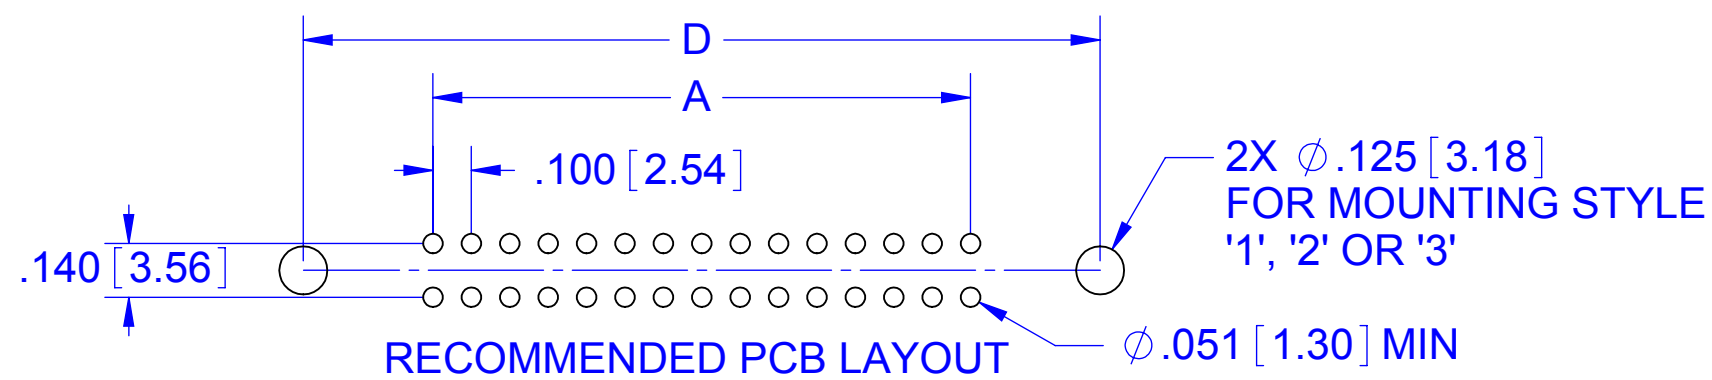 D
A
.100 [2.54]
2X ∅.125 [3.18]
FOR MOUNTING STYLE
'1', '2' OR '3'
.140 [3.56]
RECOMMENDED PCB LAYOUT
∅.051 [1.30] MIN